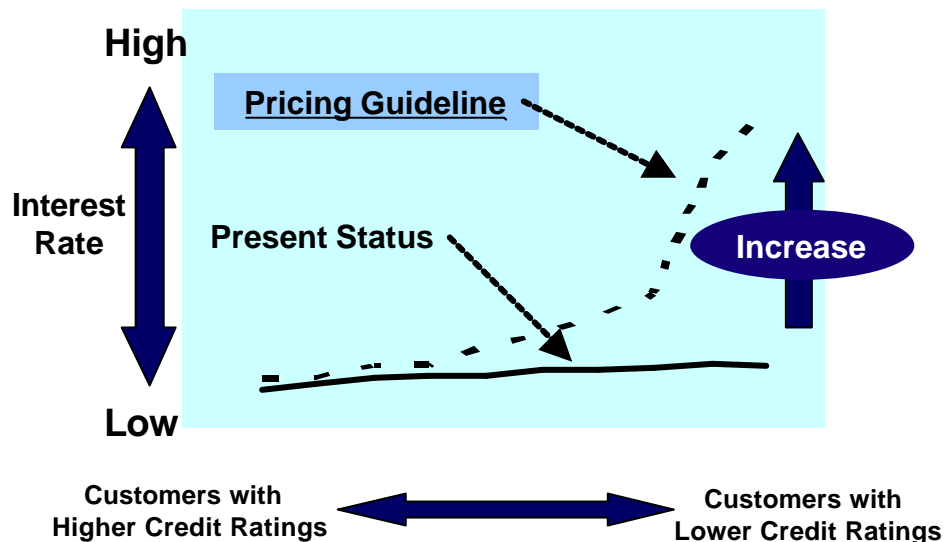 High
Pricing Guideline
Interest
Rate
Present Status
Increase
Low
Customers with
Higher Credit Ratings
Customers with
Lower Credit Ratings